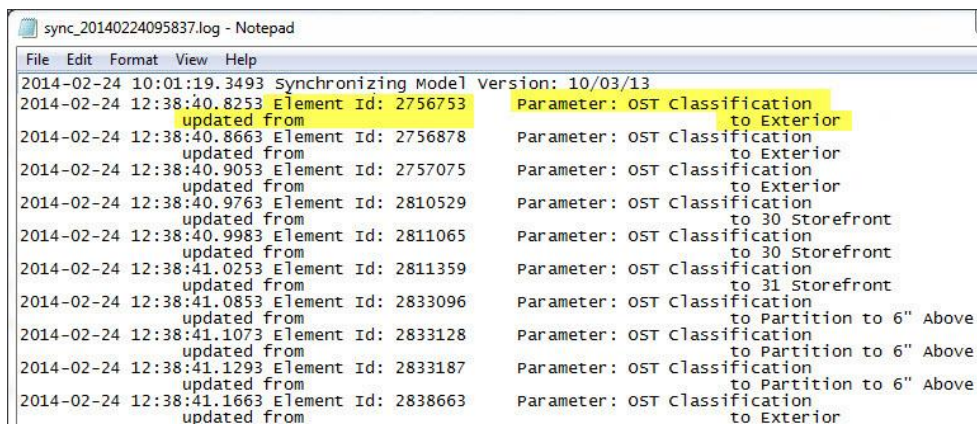 sync_20140224095837.log - Notepad
File Edit Format View Help
2014-02-24 10:01:19.3493 Synchronizing Model Version: 10/03/13
2014-02-24 12:38:40.8253 Element Id: 2756753 Parameter: OST Classification
updated from to Exterior
2014-02-24 12:38:40.8663 Element Id: 2756878 Parameter: OST Classification
updated from to Exterior
2014-02-24 12:38:40.9053 Element Id: 2757075 Parameter: OST Classification
updated from to Exterior
2014-02-24 12:38:40.9763 Element Id: 2810529 Parameter: OST Classification
updated from to 30 Storefront
2014-02-24 12:38:40.9983 Element Id: 2811065 Parameter: OST Classification
updated from to 30 Storefront
2014-02-24 12:38:41.0253 Element Id: 2811359 Parameter: OST Classification
updated from to 31 Storefront
2014-02-24 12:38:41.0853 Element Id: 2833096 Parameter: OST Classification
updated from to Partition to 6" Above
2014-02-24 12:38:41.1073 Element Id: 2833128 Parameter: OST Classification
updated from to Partition to 6" Above
2014-02-24 12:38:41.1293 Element Id: 2833187 Parameter: OST Classification
updated from to Partition to 6" Above
2014-02-24 12:38:41.1663 Element Id: 2838663 Parameter: OST Classification
updated from to Exterior